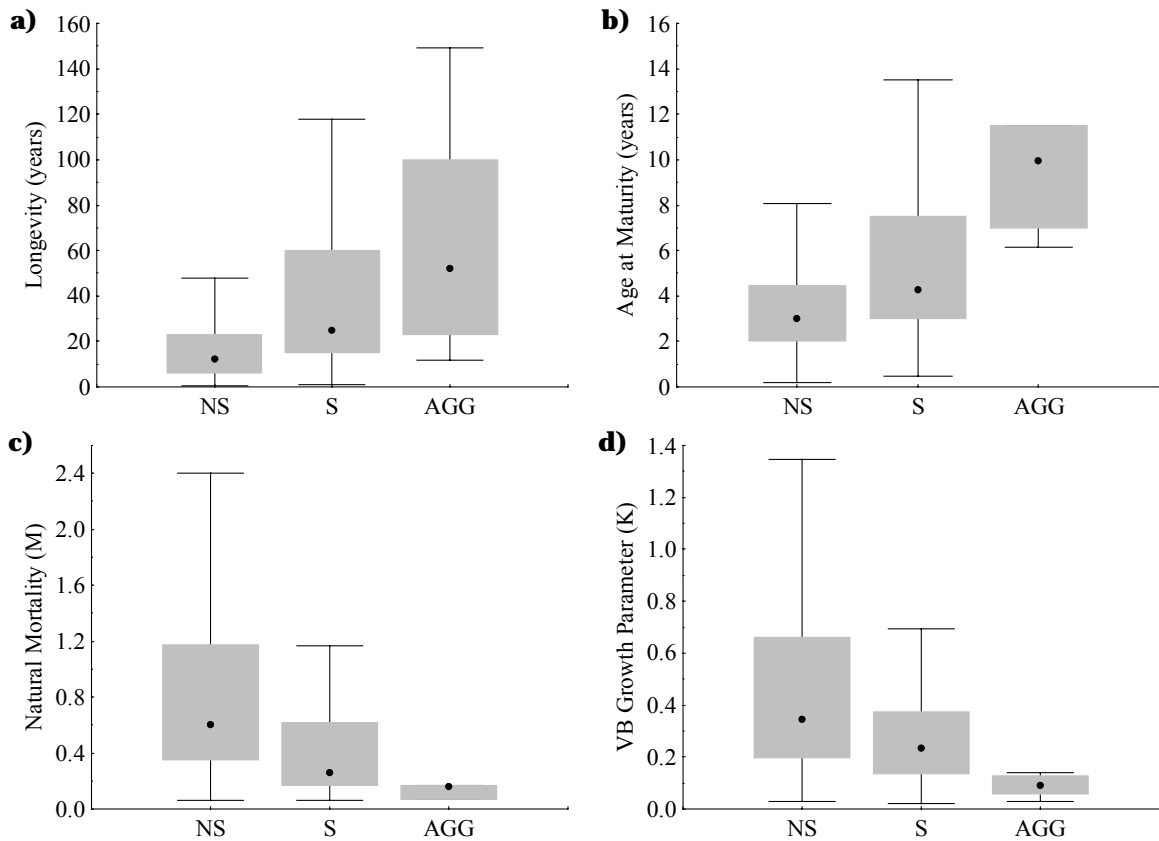 a)
Longevity (years)
160
140
120
100
80
60
40
20
0
NS S AGG
b)
Age at Maturity (years)
16
14
12
10
8
6
4
2
0
NS S AGG
c)
Natural Mortality (M)
2.4
2.0
1.6
1.2
0.8
0.4
0.0
NS S AGG
d)
VB Growth Parameter (K)
1.4
1.2
1.0
0.8
0.6
0.4
0.2
0.0
NS S AGG